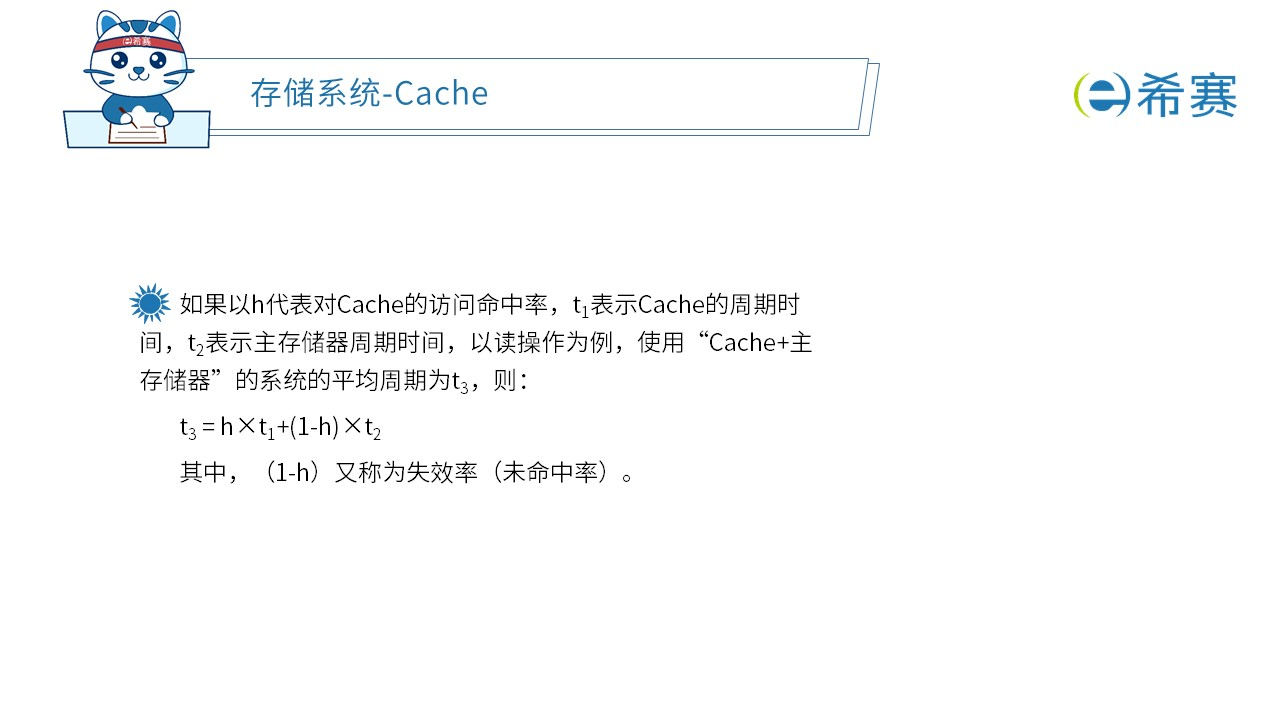 希赛
存储系统-Cache
希赛
如果以h代表对Cache的访问命中率，t₁表示Cache的周期时
间，t₂表示主存储器周期时间，以读操作为例，使用“Cache+主
存储器”的系统的平均周期为t₃，则：
t₃ = h×t₁+(1-h)×t₂
其中，（1-h）又称为失效率（未命中率）。